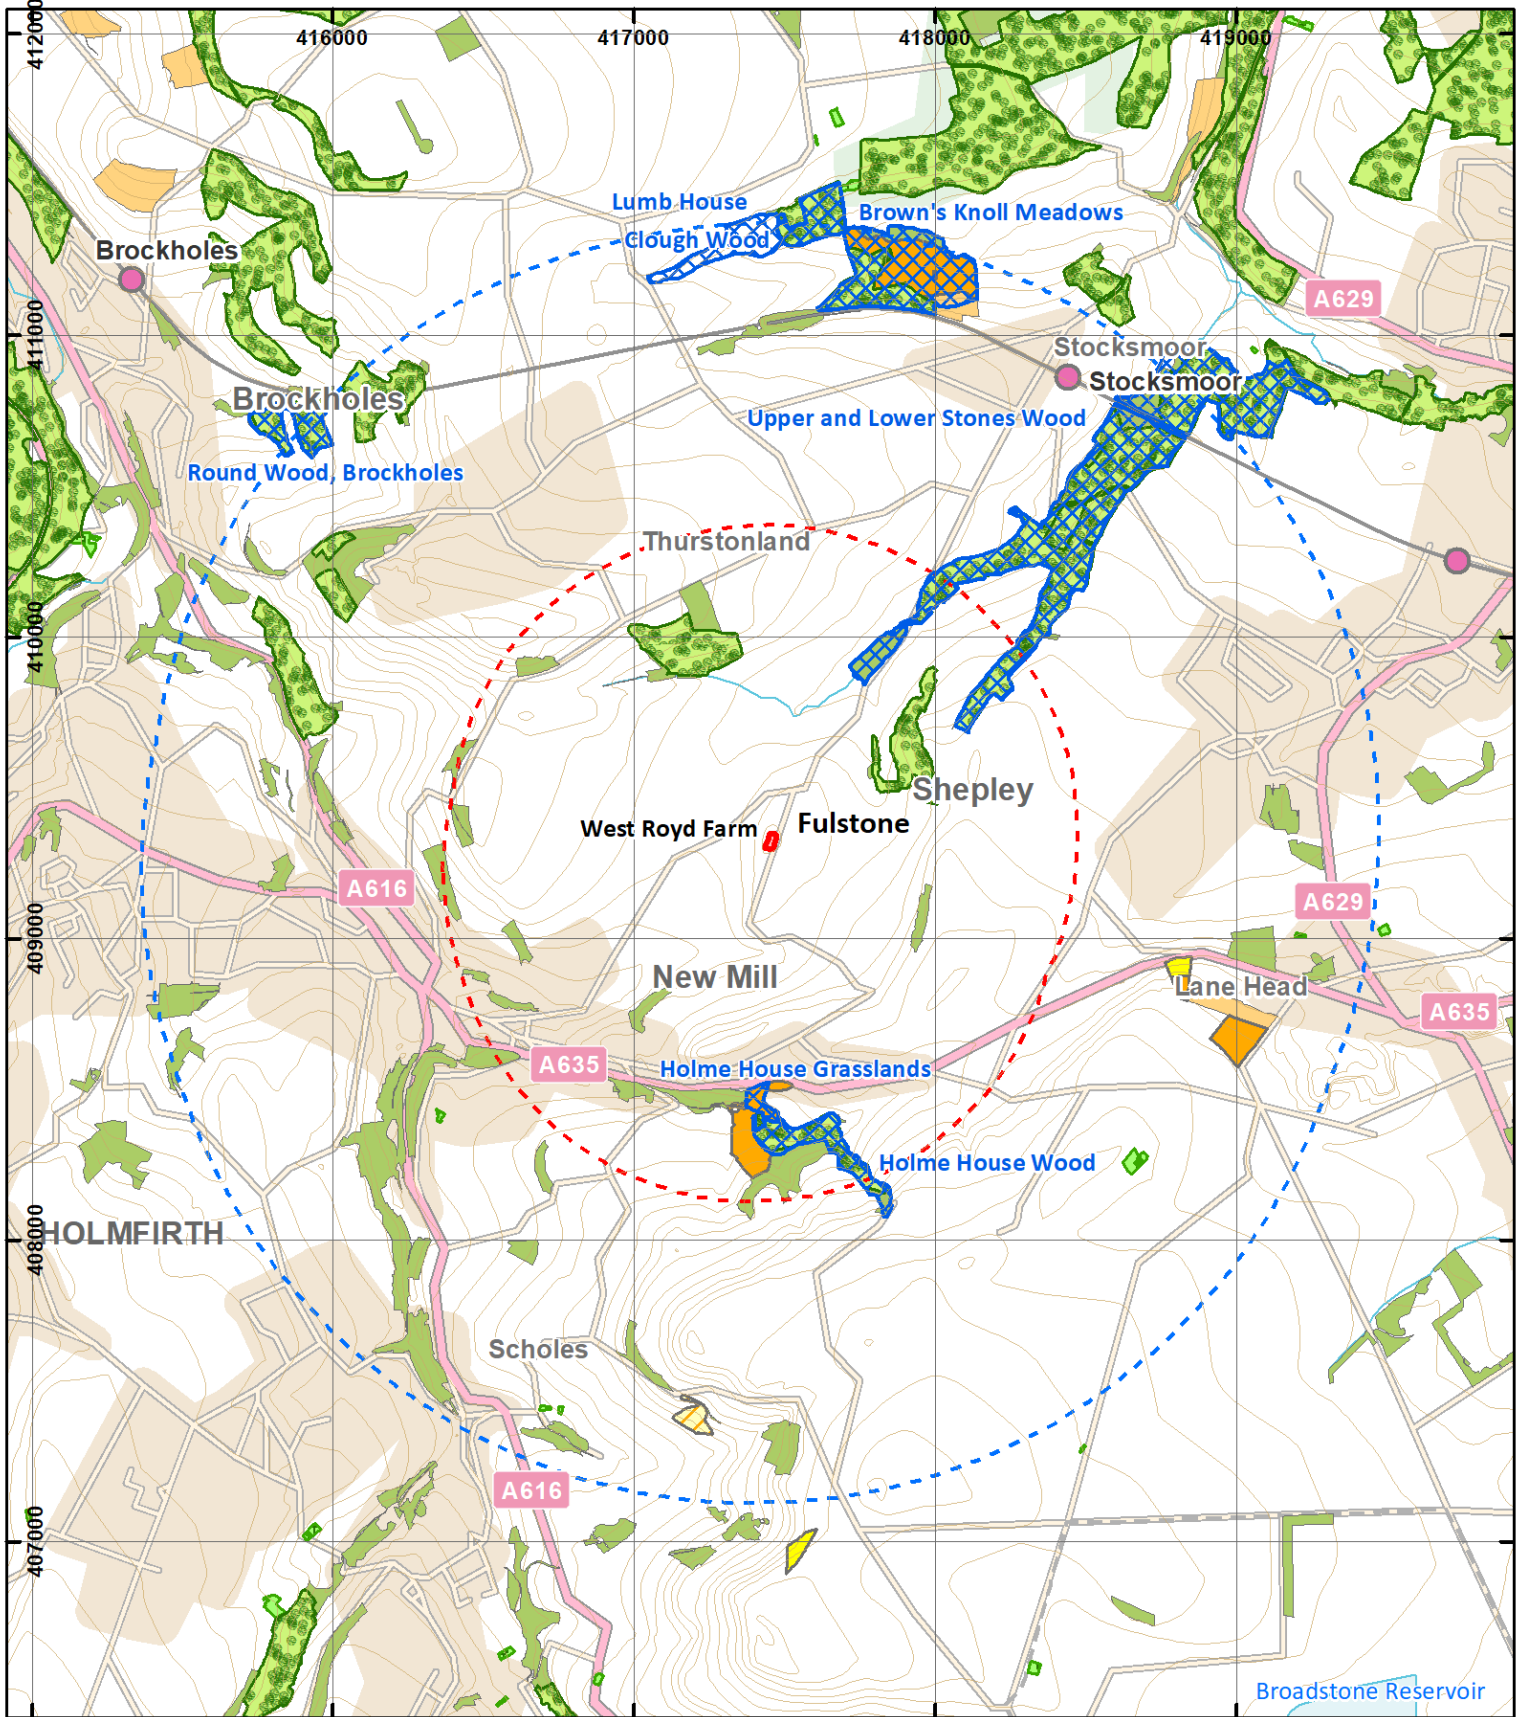 412000
416000
417000
418000
419000
Lumb House
Clough Wood
Brown's Knoll Meadows
Brockholes
A629
411000
Stocksmoor
Stocksmoor
Brockholes
Upper and Lower Stones Wood
Round Wood, Brockholes
Thurstonland
410000
Shepley
West Royd Farm
Fulstone
A616
A629
409000
New Mill
Lane Head
A635
A635
Holme House Grasslands
Holme House Wood
408000
HOLMFIRTH
Scholes
A616
407000
Broadstone Reservoir